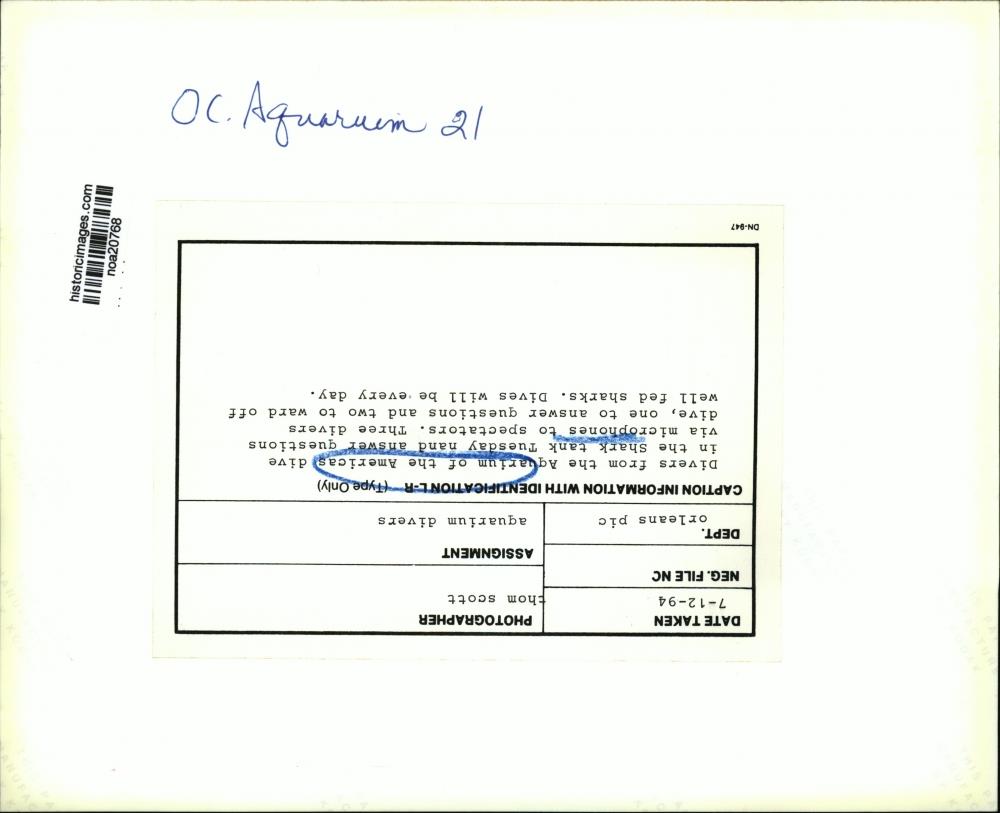 OC. Aquaruim 21
historicimages.com
noa20768
DATE TAKEN
7-12-94
PHOTOGRAPHER
thom scott
NEG. FILE NC
ASSIGNMENT
aquarium divers
DEPT.
orleans pic
CAPTION INFORMATION WITH IDENTIFICATION L-R (Type Only)
Divers from the Aquarium of the Americas dive
in the Shark tank Tuesday nand answer questions
via microphones to spectators. Three divers
dive, one to answer questions and two to ward off
well fed sharks. Dives will be every day.
DN-947